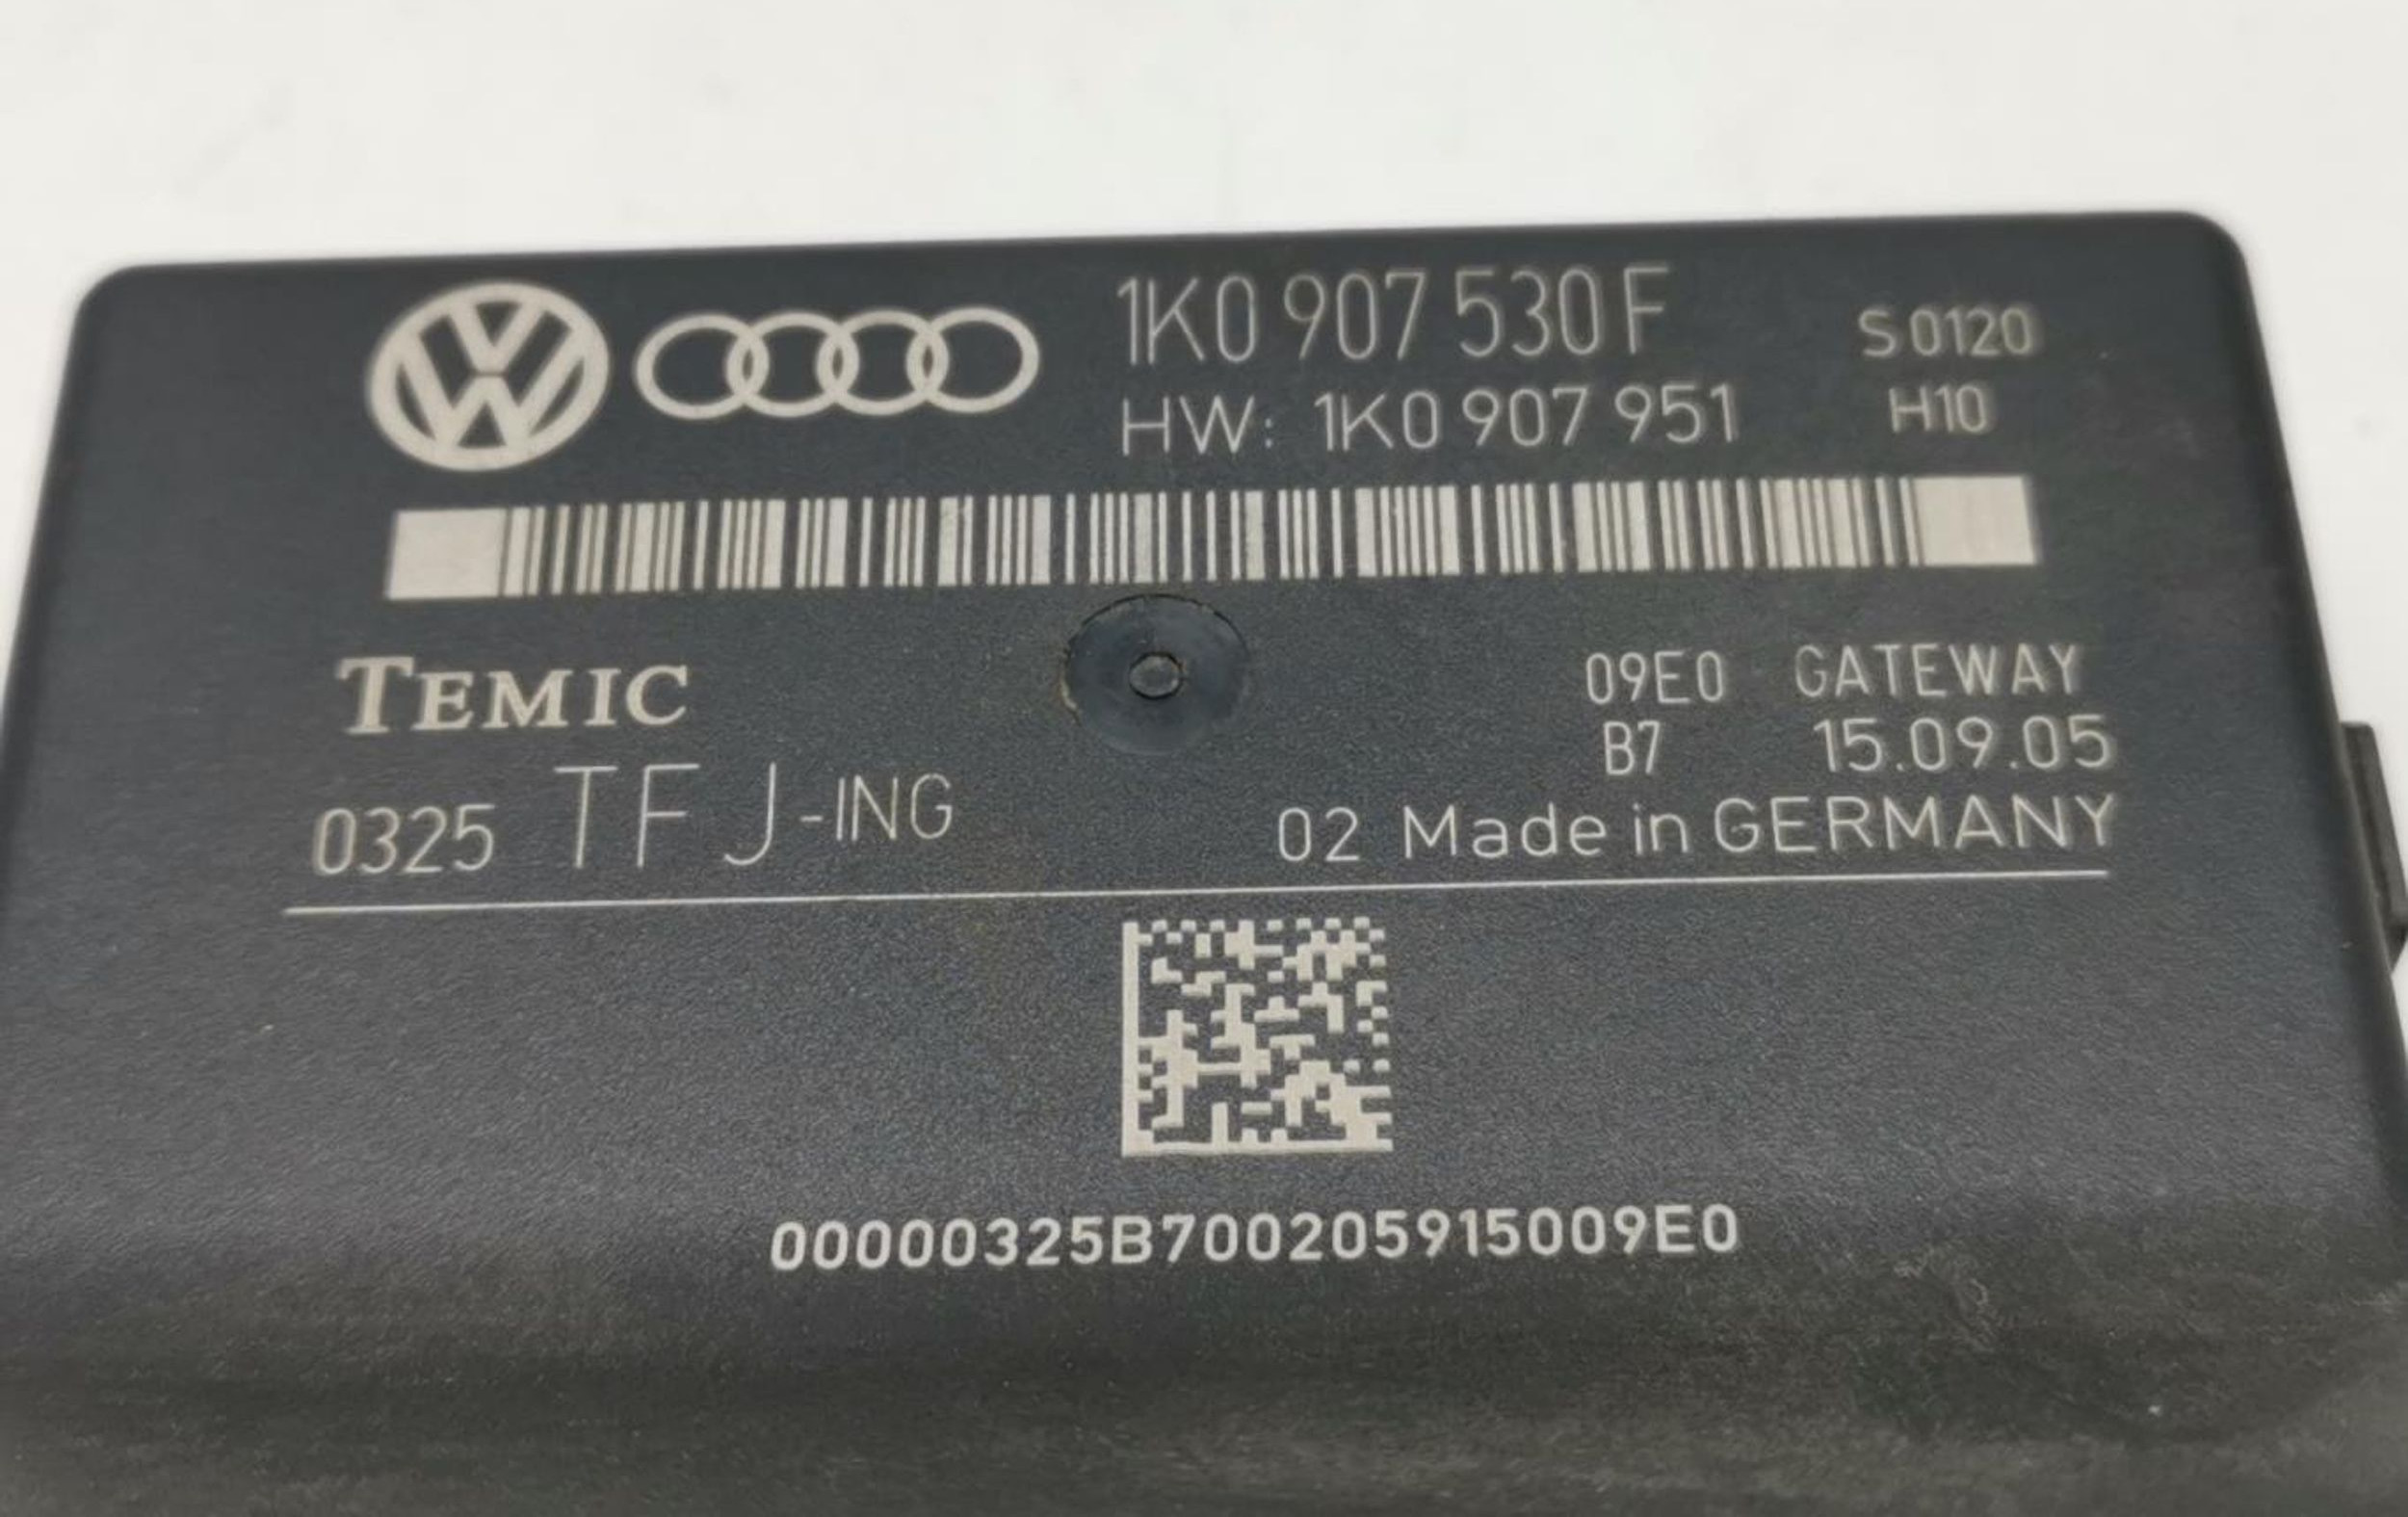 1K0 907 530 F S 0120
HW: 1K0 907 951 H10
TEMIC 09E0 GATEWAY
B7 15.09.05
0325 TF J-ING 02 Made in GERMANY
00000325B700205915009E0